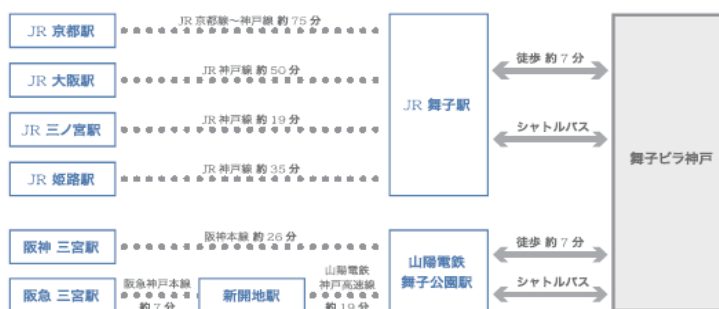 JR 京都駅
JR 京都線～神戸線 約 75 分
JR 大阪駅
JR 神戸線 約 50 分
JR 三ノ宮駅
JR 神戸線 約 19 分
JR 姫路駅
JR 神戸線 約 35 分
JR 舞子駅
徒歩 約 7 分
シャトルバス
舞子ビラ神戸
阪神 三宮駅
阪神本線 約 26 分
阪急 三宮駅
阪急神戸本線
約 7 分
新開地駅
山陽電鉄
神戸高速線
約 19 分
山陽電鉄
舞子公園駅
徒歩 約 7 分
シャトルバス